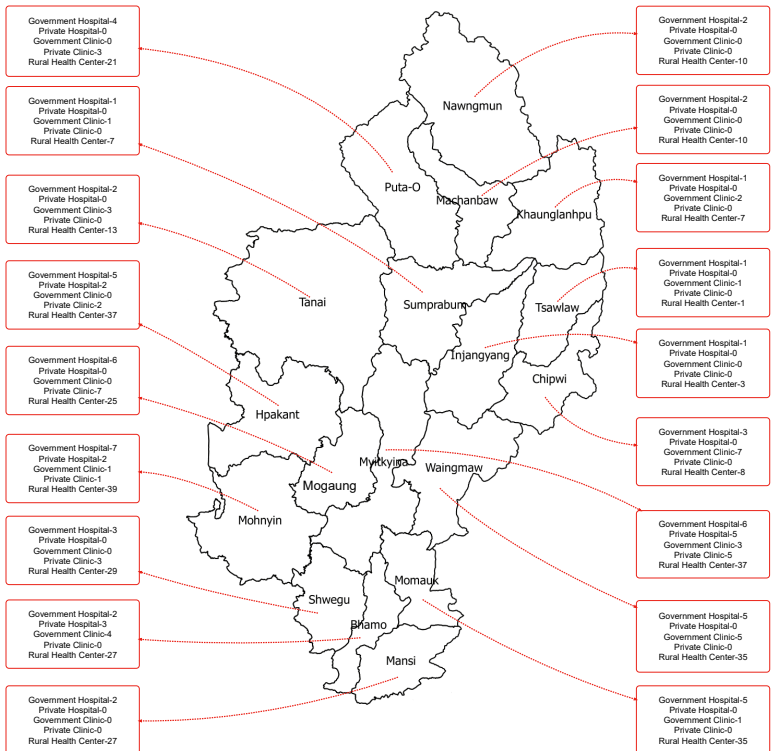 Government Hospital-4
Private Hospital-0
Government Clinic-0
Private Clinic-3
Rural Health Center-21
Government Hospital-1
Private Hospital-0
Government Clinic-1
Private Clinic-0
Rural Health Center-7
Government Hospital-2
Private Hospital-0
Government Clinic-3
Private Clinic-0
Rural Health Center-13
Government Hospital-5
Private Hospital-2
Government Clinic-0
Private Clinic-2
Rural Health Center-37
Government Hospital-6
Private Hospital-0
Government Clinic-0
Private Clinic-7
Rural Health Center-25
Government Hospital-7
Private Hospital-2
Government Clinic-1
Private Clinic-1
Rural Health Center-39
Government Hospital-3
Private Hospital-0
Government Clinic-0
Private Clinic-3
Rural Health Center-29
Government Hospital-2
Private Hospital-3
Government Clinic-4
Private Clinic-0
Rural Health Center-27
Government Hospital-2
Private Hospital-0
Government Clinic-0
Private Clinic-0
Rural Health Center-27
Nawngmun
Puta-O
Machanbaw
Khaunglanhpu
Tanai
Sumprabum
Tsawlaw
Injangyang
Chipwi
Hpakant
Myitkyina
Waingmaw
Mogaung
Mohnyin
Momauk
Shwegu
Bhamo
Mansi
Government Hospital-2
Private Hospital-0
Government Clinic-0
Private Clinic-0
Rural Health Center-10
Government Hospital-2
Private Hospital-0
Government Clinic-0
Private Clinic-0
Rural Health Center-10
Government Hospital-1
Private Hospital-0
Government Clinic-2
Private Clinic-0
Rural Health Center-7
Government Hospital-1
Private Hospital-0
Government Clinic-1
Private Clinic-0
Rural Health Center-1
Government Hospital-1
Private Hospital-0
Government Clinic-0
Private Clinic-0
Rural Health Center-3
Government Hospital-3
Private Hospital-0
Government Clinic-7
Private Clinic-0
Rural Health Center-8
Government Hospital-6
Private Hospital-5
Government Clinic-3
Private Clinic-5
Rural Health Center-37
Government Hospital-5
Private Hospital-0
Government Clinic-5
Private Clinic-0
Rural Health Center-35
Government Hospital-5
Private Hospital-0
Government Clinic-1
Private Clinic-0
Rural Health Center-35